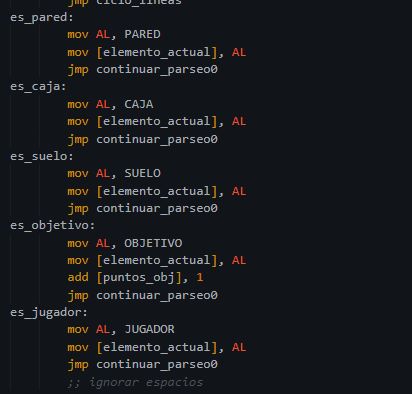 jmp ciclo_lineas
es_pared:
mov AL, PARED
mov [elemento_actual], AL
jmp continuar_parseo0
es_caja:
mov AL, CAJA
mov [elemento_actual], AL
jmp continuar_parseo0
es_suelo:
mov AL, SUELO
mov [elemento_actual], AL
jmp continuar_parseo0
es_objetivo:
mov AL, OBJETIVO
mov [elemento_actual], AL
add [puntos_obj], 1
jmp continuar_parseo0
es_jugador:
mov AL, JUGADOR
mov [elemento_actual], AL
jmp continuar_parseo0
;; ignorar espacios